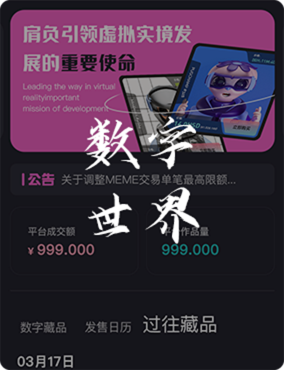 肩负引领虚拟实境发
展的重要使命
Leading the way in virtual
realityimportant
mission of development
数字
世界
公告
关于调整MEME交易单笔最高限额...
平台成交额
作品量
¥ 999.000
999.000
数字藏品 发售日历 过往藏品
03月17日